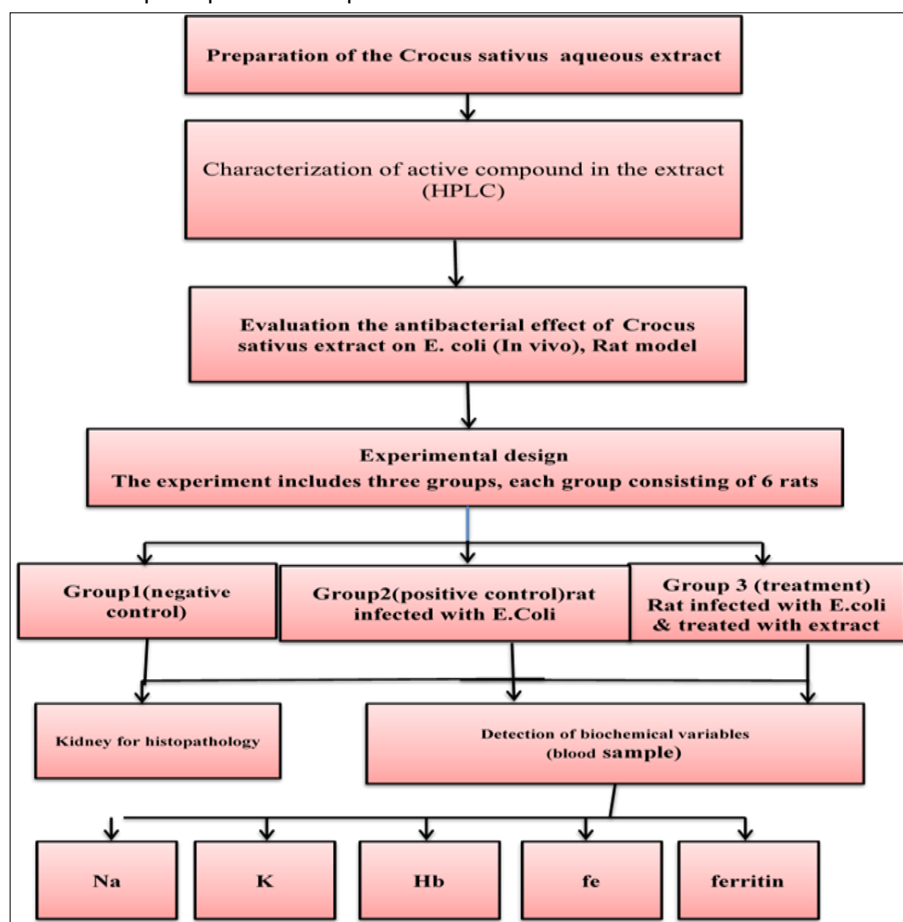 Preparation of the Crocus sativus aqueous extract
Characterization of active compound in the extract
(HPLC)
Evaluation the antibacterial effect of Crocus
sativus extract on E. coli (In vivo), Rat model
Experimental design
The experiment includes three groups, each group consisting of 6 rats
Group1(negative
control)
Group2(positive control)rat
infected with E.Coli
Group 3 (treatment)
Rat infected with E.coli
& treated with extract
Kidney for histopathology
Detection of biochemical variables
(blood sample)
Na
K
Hb
fe
ferritin